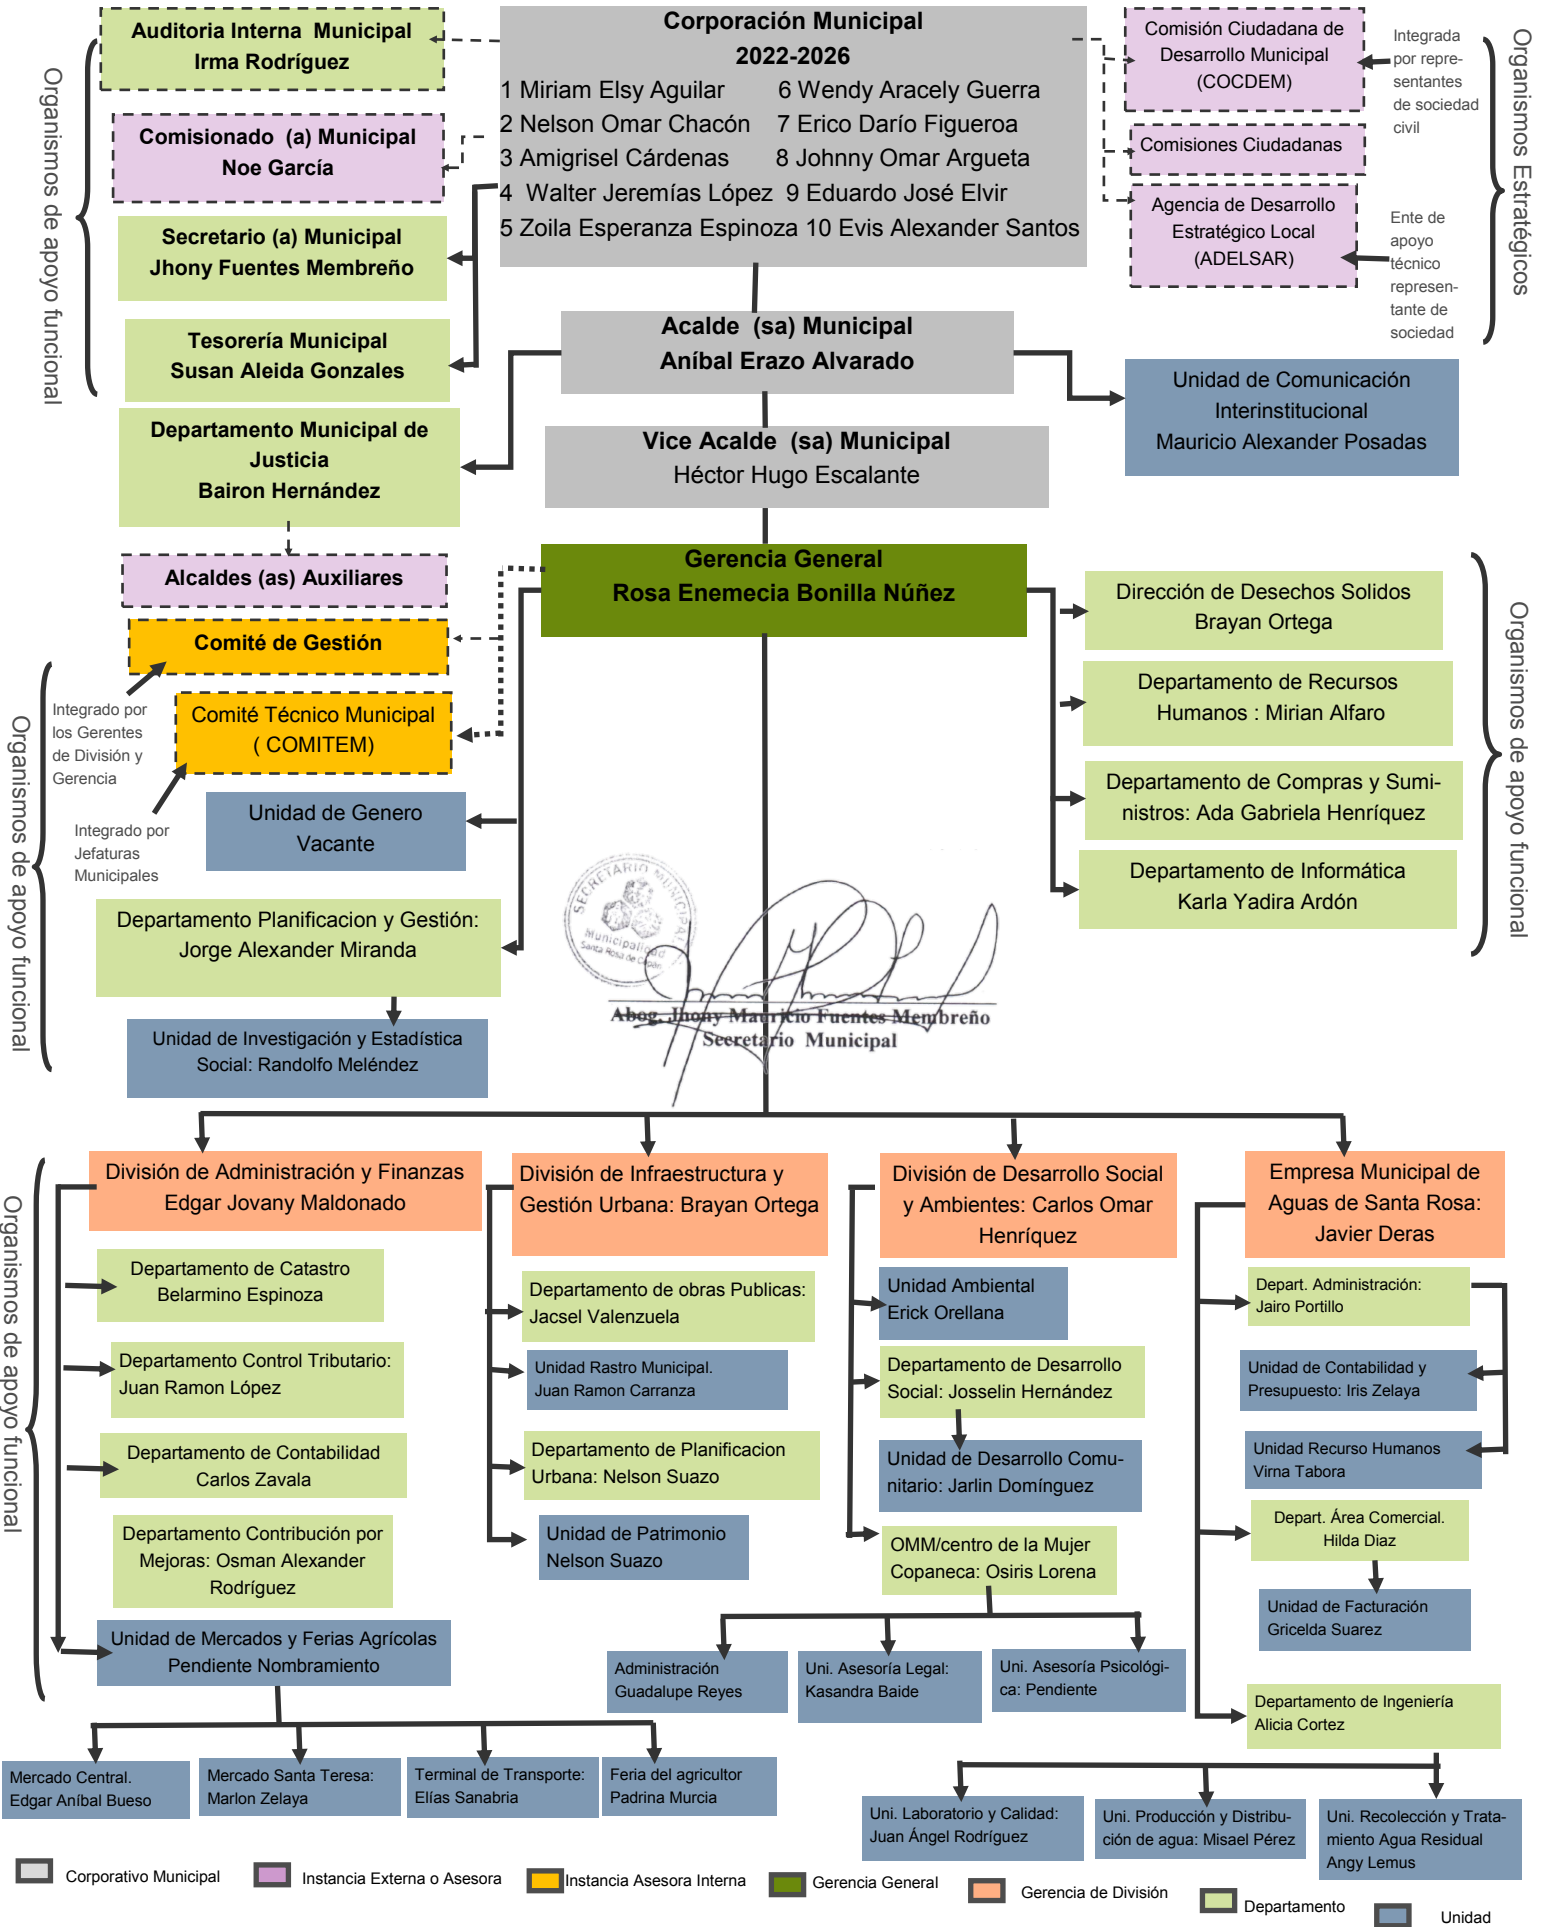 Auditoria Interna  Municipal
Irma Rodríguez
Comisionado  (a) Municipal
Noe García
Secretario (a) Municipal
Jhony Fuentes Membreño
Tesorería Municipal
Susan Aleida Gonzales
Departamento Municipal de
Justicia
Bairon Hernández
Alcaldes (as) Auxiliares
Organismos de apoyo funcional
Corporación Municipal
2022-2026
1 Miriam Elsy Aguilar
6 Wendy Aracely Guerra
2 Nelson Omar Chacón
7 Erico Darío Figueroa
3 Amigrisel Cárdenas
8 Johnny Omar Argueta
4  Walter Jeremías López
9 Eduardo José Elvir
5 Zoila Esperanza Espinoza
10 Evis Alexander Santos
Comisión Ciudadana de
Desarrollo Municipal
(COCDEM)
Comisiones Ciudadanas
Agencia de Desarrollo
Estratégico Local
(ADELSAR)
Integrada
por repre-
sentantes
de sociedad
civil
Ente de
apoyo
técnico
represen-
tante de
sociedad
Organismos Estratégicos
Acalde  (sa) Municipal
Aníbal Erazo Alvarado
Unidad de Comunicación
Interinstitucional
Mauricio Alexander Posadas
Vice Acalde  (sa) Municipal
Héctor Hugo Escalante
Gerencia General
Rosa Enemecia Bonilla Núñez
Comité de Gestión
Comité Técnico Municipal
( COMITEM)
Integrado por
los Gerentes
de División y
Gerencia
Integrado por
Jefaturas
Municipales
Unidad de Genero
Vacante
Departamento Planificacion y Gestión:
Jorge Alexander Miranda
Unidad de Investigación y Estadística
Social: Randolfo Meléndez
Organismos de apoyo funcional
Dirección de Desechos Solidos
Brayan Ortega
Departamento de Recursos
Humanos : Mirian Alfaro
Departamento de Compras y Sumi-
nistros: Ada Gabriela Henríquez
Departamento de Informática
Karla Yadira Ardón
Organismos de apoyo funcional
SECRETARIO MUNICIPAL
Municipalidad
Santa Rosa de Copán
Abog. Jhony Mauricio Fuentes Membreño
Secretario  Municipal
Organismos de apoyo funcional
División de Administración y Finanzas
Edgar Jovany Maldonado
Departamento de Catastro
Belarmino Espinoza
Departamento Control Tributario:
Juan Ramon López
Departamento de Contabilidad
Carlos Zavala
Departamento Contribución por
Mejoras: Osman Alexander
Rodríguez
Unidad de Mercados y Ferias Agrícolas
Pendiente Nombramiento
Mercado Central.
Edgar Aníbal Bueso
Mercado Santa Teresa:
Marlon Zelaya
Terminal de Transporte:
Elías Sanabria
Feria del agricultor
Padrina Murcia
División de Infraestructura y
Gestión Urbana: Brayan Ortega
Departamento de obras Publicas:
Jacsel Valenzuela
Unidad Rastro Municipal.
Juan Ramon Carranza
Departamento de Planificacion
Urbana: Nelson Suazo
Unidad de Patrimonio
Nelson Suazo
División de Desarrollo Social
y Ambientes: Carlos Omar
Henríquez
Unidad Ambiental
Erick Orellana
Departamento de Desarrollo
Social: Josselin Hernández
Unidad de Desarrollo Comu-
nitario: Jarlin Domínguez
OMM/centro de la Mujer
Copaneca: Osiris Lorena
Administración
Guadalupe Reyes
Uni. Asesoría Legal:
Kasandra Baide
Uni. Asesoría Psicológi-
ca: Pendiente
Empresa Municipal de
Aguas de Santa Rosa:
Javier Deras
Depart. Administración:
Jairo Portillo
Unidad de Contabilidad y
Presupuesto: Iris Zelaya
Unidad Recurso Humanos
Virna Tabora
Depart. Área Comercial.
Hilda Diaz
Unidad de Facturación
Gricelda Suarez
Departamento de Ingeniería
Alicia Cortez
Uni. Laboratorio y Calidad:
Juan Ángel Rodríguez
Uni. Producción y Distribu-
ción de agua: Misael Pérez
Uni. Recolección y Trata-
miento Agua Residual
Angy Lemus
Corporativo Municipal
Instancia Externa o Asesora
Instancia Asesora Interna
Gerencia General
Gerencia de División
Departamento
Unidad